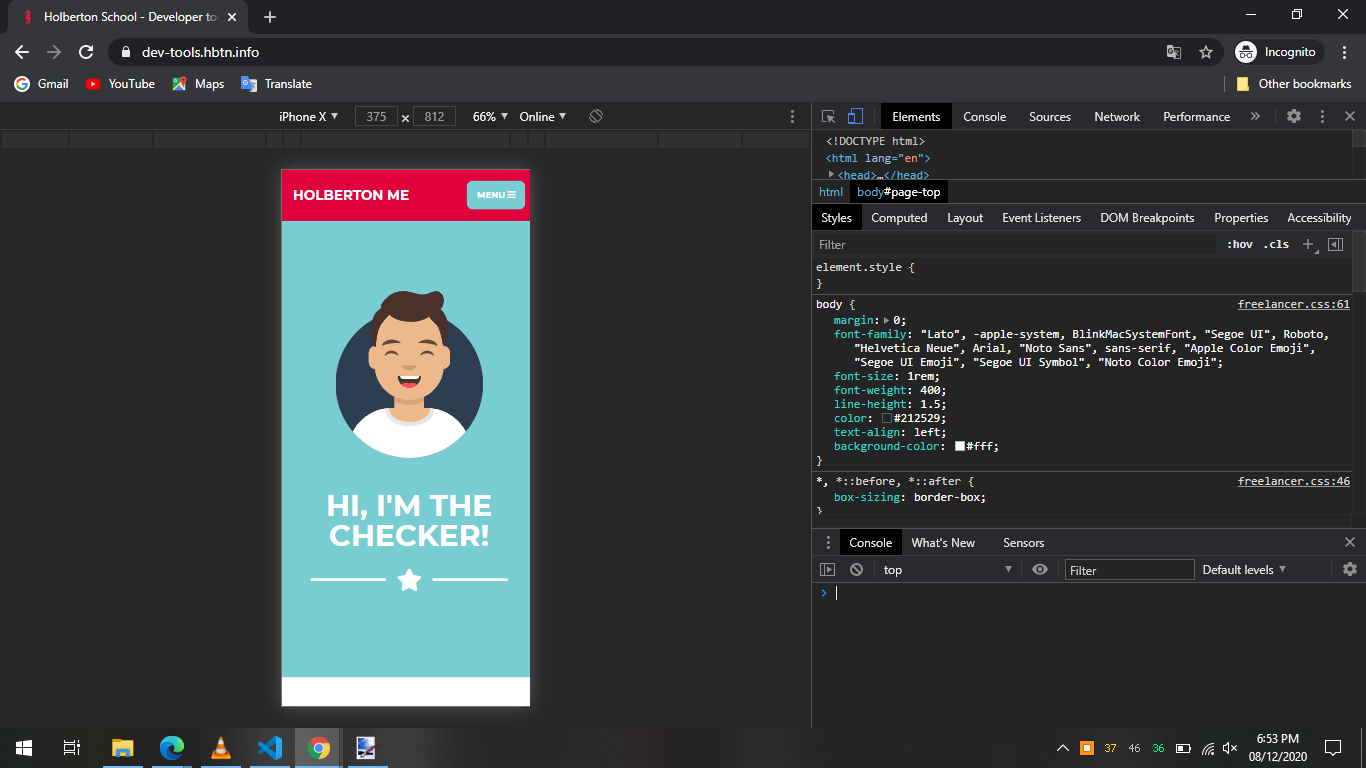 Holberton School - Developer to
dev-tools.hbtn.info
Incognito
Gmail YouTube Maps Translate Other bookmarks
iPhone X ▼ 375 × 812 66% ▼ Online ▼
Elements Console Sources Network Performance »
<!DOCTYPE html>
<html lang="en">
<head>…</head>
html body#page-top
Styles Computed Layout Event Listeners DOM Breakpoints Properties Accessibility
Filter :hov .cls +
element.style {
}
body { freelancer.css:61
margin: 0;
font-family: "Lato", -apple-system, BlinkMacSystemFont, "Segoe UI", Roboto,
"Helvetica Neue", Arial, "Noto Sans", sans-serif, "Apple Color Emoji",
"Segoe UI Emoji", "Segoe UI Symbol", "Noto Color Emoji";
font-size: 1rem;
font-weight: 400;
line-height: 1.5;
color: #212529;
text-align: left;
background-color: #fff;
}
*, *::before, *::after { freelancer.css:46
box-sizing: border-box;
}
Console What's New Sensors
top ▼ Filter Default levels ▼
>
HOLBERTON ME MENU
HI, I'M THE
CHECKER!
37 46 36 6:53 PM
08/12/2020